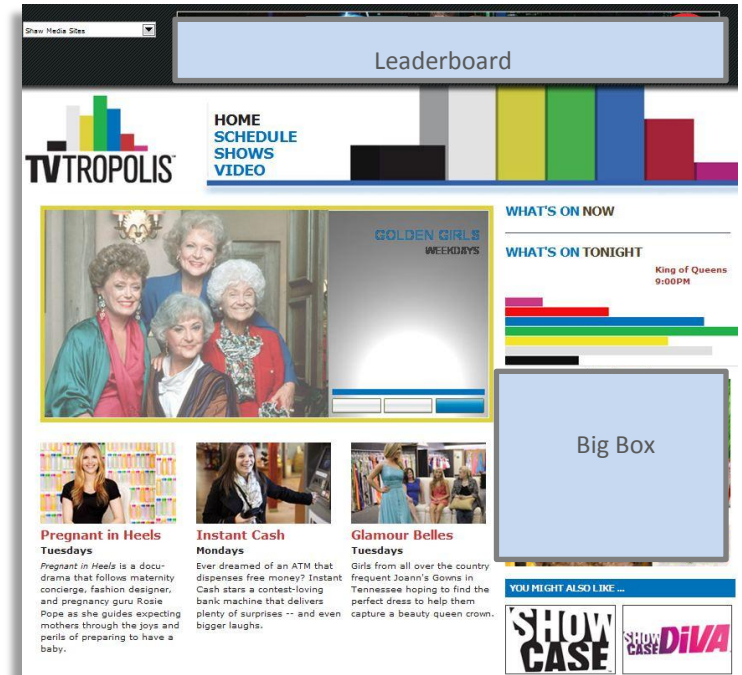 Shaw Media Sites
Leaderboard
TVTROPOLIS
HOME
SCHEDULE
SHOWS
VIDEO
GOLDEN GIRLS
WEEKDAYS
WHAT'S ON NOW
WHAT'S ON TONIGHT
King of Queens
9:00PM
Big Box
Pregnant in Heels
Tuesdays
Pregnant in Heels is a docu-
drama that follows maternity
concierge, fashion designer,
and pregnancy guru Rosie
Pope as she guides expecting
mothers through the joys and
perils of preparing to have a
baby.
Instant Cash
Mondays
Ever dreamed of an ATM that
dispenses free money? Instant
Cash stars a contest-loving
bank machine that delivers
plenty of surprises -- and even
bigger laughs.
Glamour Belles
Tuesdays
Girls from all over the country
frequent Joann's Gowns in
Tennessee hoping to find the
perfect dress to help them
capture a beauty queen crown.
YOU MIGHT ALSO LIKE ...
SHOW
CASE
SHOW
CASE DIVA